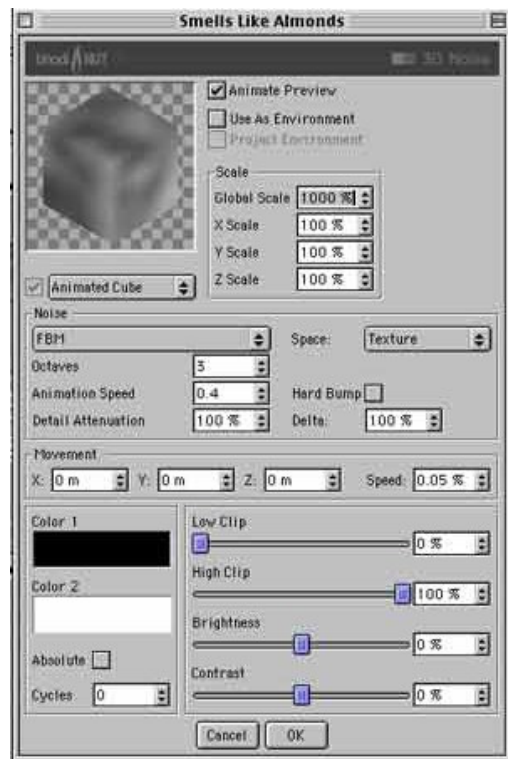 Smells Like Almonds
3D Noise
Animate Preview
Use As Environment
Project Environment
Scale
Global Scale 1000 %
X Scale 100 %
Y Scale 100 %
Z Scale 100 %
Animated Cube
Noise
FBM Space: Texture
Octaves 3
Animation Speed 0.4 Hard Bump
Detail Attenuation 100 % Delta: 100 %
Movement
X: 0 m Y: 0 m Z: 0 m Speed: 0.05 %
Color 1
Color 2
Absolute
Cycles 0
Low Clip
0 %
High Clip
100 %
Brightness
0 %
Contrast
0 %
Cancel OK